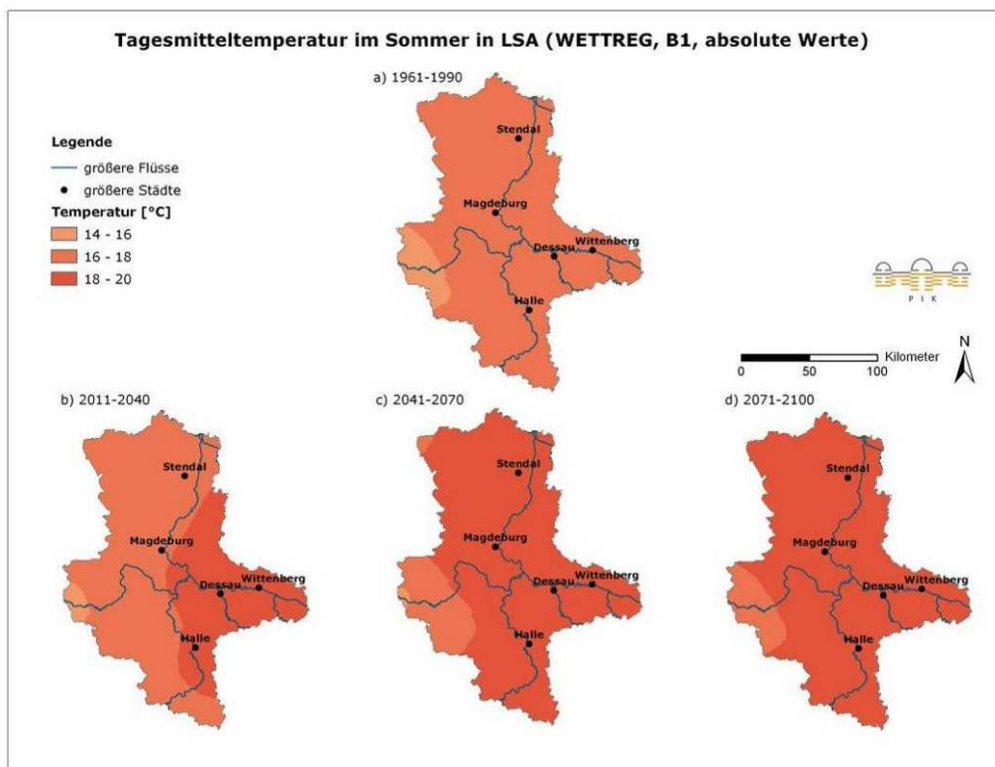 Tagesmitteltemperatur im Sommer in LSA (WETTREG, B1, absolute Werte)
a) 1961-1990
Legende
größere Flüsse
größere Städte
Temperatur [°C]
14 - 16
16 - 18
18 - 20
Stendal
Magdeburg
Dessau
Wittenberg
Halle
P I K
Kilometer
0 50 100
N
b) 2011-2040
Stendal
Magdeburg
Dessau
Wittenberg
Halle
c) 2041-2070
Stendal
Magdeburg
Dessau
Wittenberg
Halle
d) 2071-2100
Stendal
Magdeburg
Dessau
Wittenberg
Halle